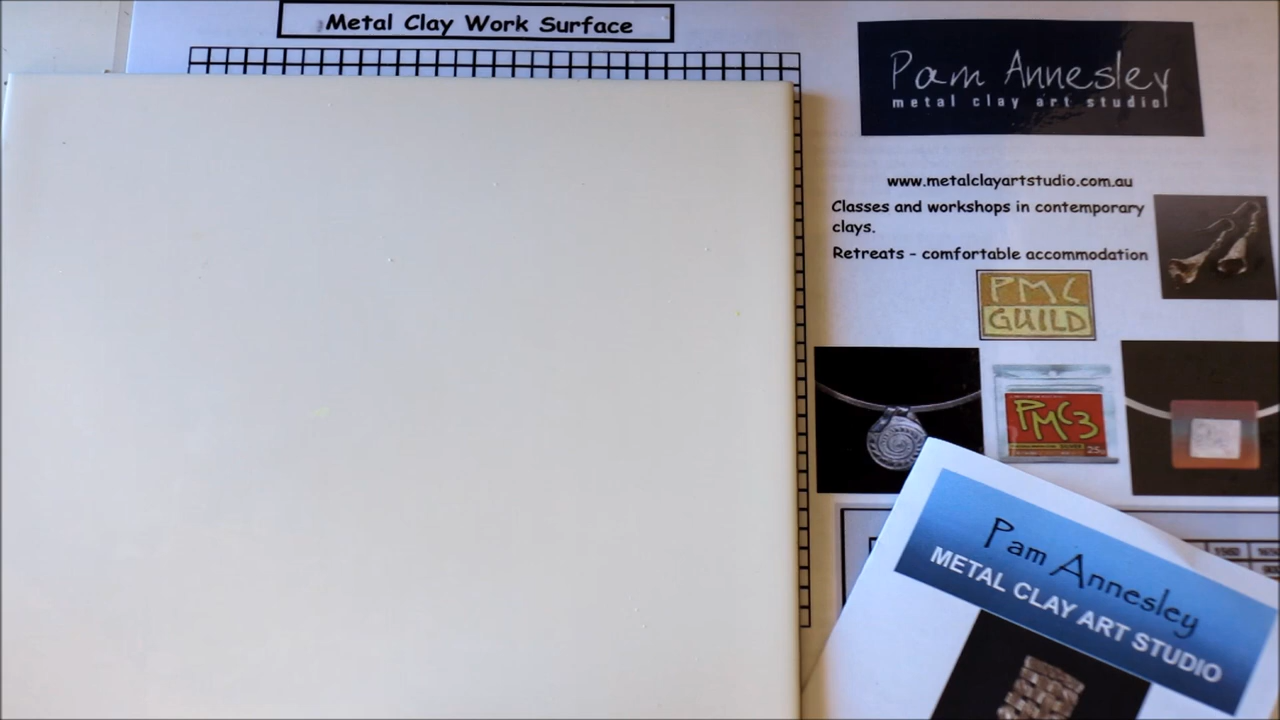 Metal Clay Work Surface
Pam Annesley
metal clay art studio
www.metalclayartstudio.com.au
Classes and workshops in contemporary
clays.
Retreats - comfortable accommodation
PMC
GUILD
PMC3
Pam Annesley
METAL CLAY ART STUDIO